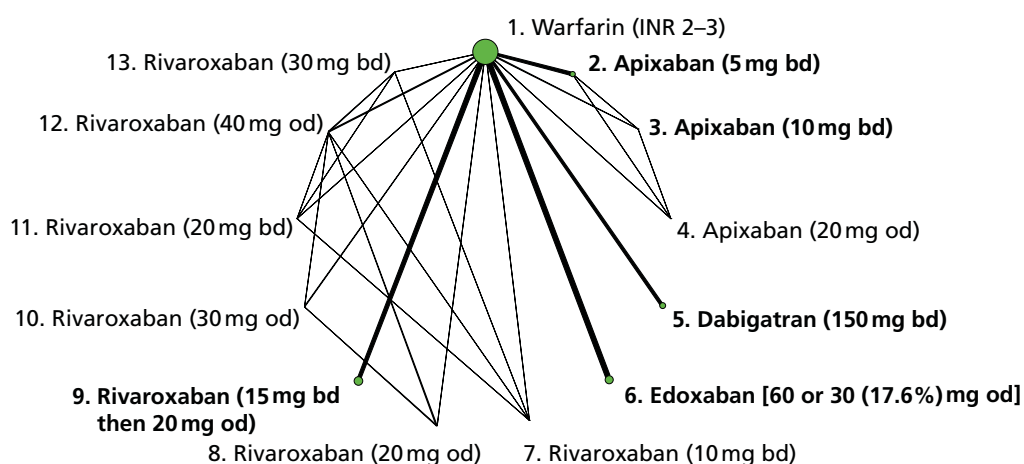 1. Warfarin (INR 2–3)
2. Apixaban (5 mg bd)
3. Apixaban (10 mg bd)
4. Apixaban (20 mg od)
5. Dabigatran (150 mg bd)
6. Edoxaban [60 or 30 (17.6%) mg od]
7. Rivaroxaban (10 mg bd)
8. Rivaroxaban (20 mg od)
9. Rivaroxaban (15 mg bd
then 20 mg od)
10. Rivaroxaban (30 mg od)
11. Rivaroxaban (20 mg bd)
12. Rivaroxaban (40 mg od)
13. Rivaroxaban (30 mg bd)